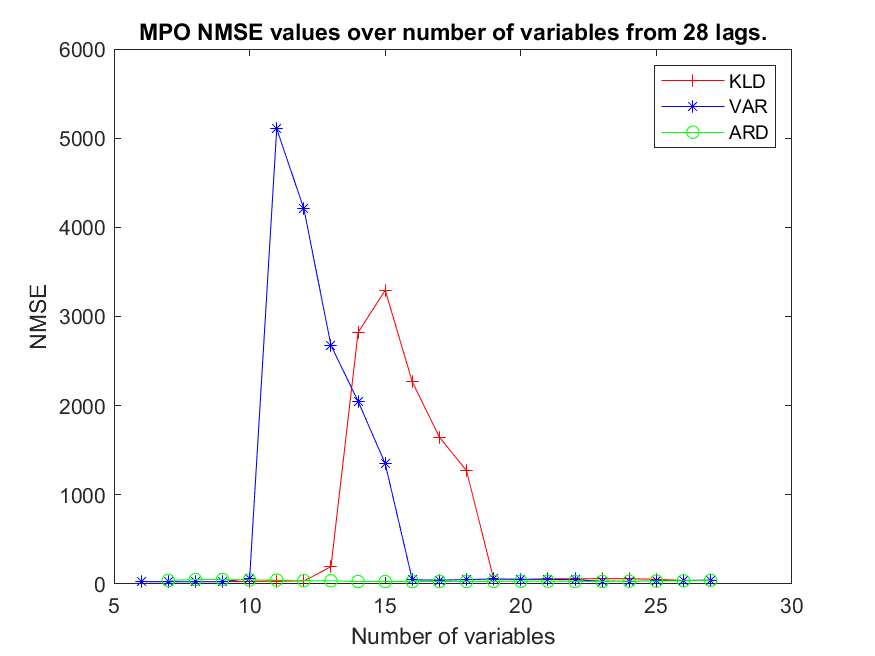 MPO NMSE values over number of variables from 28 lags.
6000
5000
4000
3000
2000
1000
0
NMSE
KLD
VAR
ARD
5 10 15 20 25 30
Number of variables